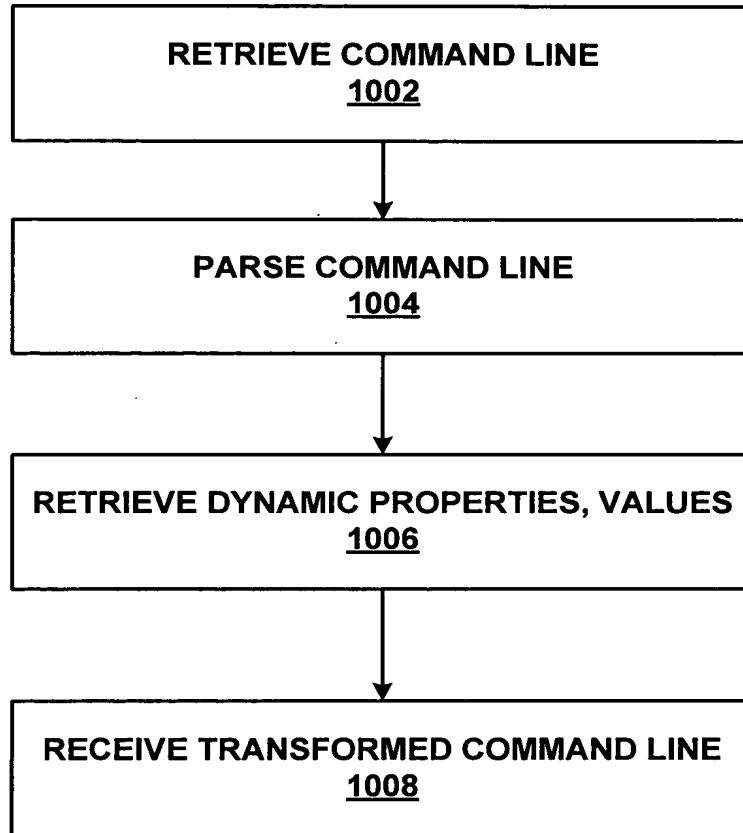 RETRIEVE COMMAND LINE
1002
PARSE COMMAND LINE
1004
RETRIEVE DYNAMIC PROPERTIES, VALUES
1006
RECEIVE TRANSFORMED COMMAND LINE
1008